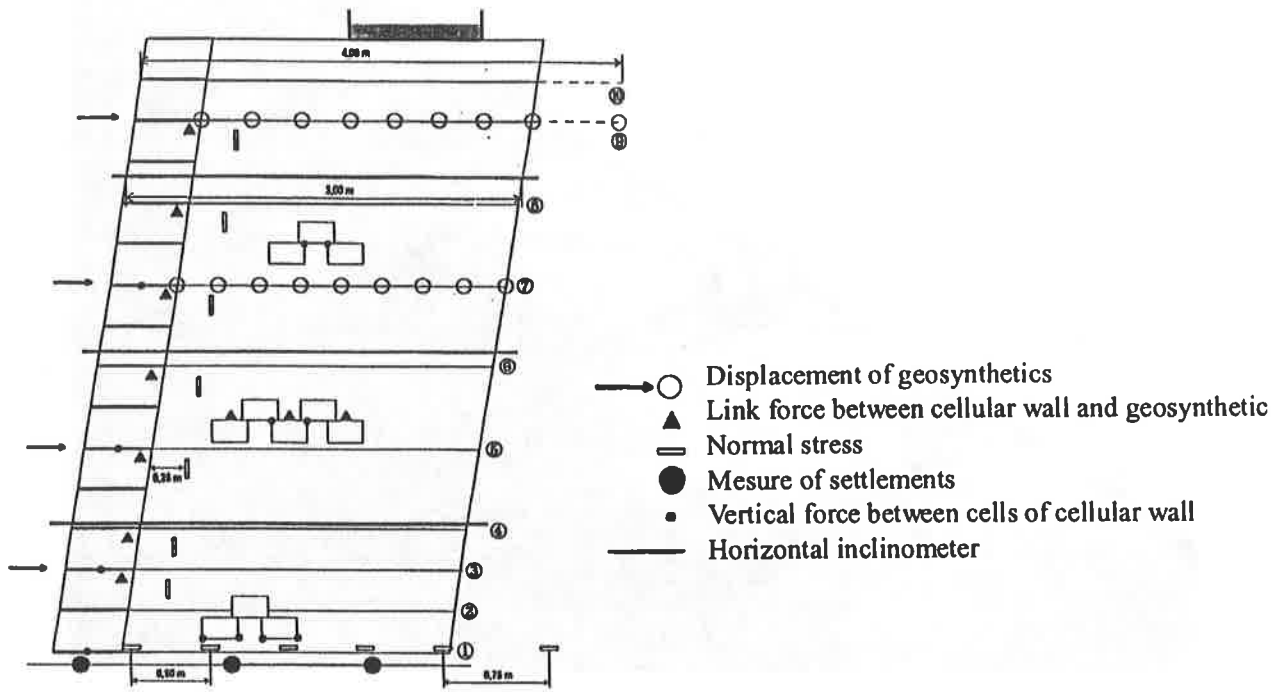 4,00 m
⑩
⑨
3,00 m
⑧
⑦
⑥
⑤
0,25 m
④
③
②
①
0,50 m
0,75 m
Displacement of geosynthetics
Link force between cellular wall and geosynthetic
Normal stress
Mesure of settlements
Vertical force between cells of cellular wall
Horizontal inclinometer